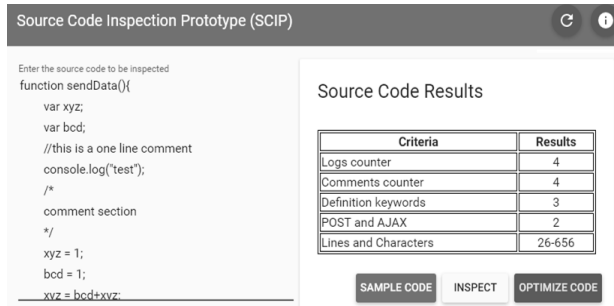 Source Code Inspection Prototype (SCIP)
Enter the source code to be inspected
function sendData(){
var xyz;
var bcd;
//this is a one line comment
console.log("test");
/*
comment section
*/
xyz = 1;
bcd = 1;
xyz = bcd+xyz;
Source Code Results
Criteria Results
Logs counter 4
Comments counter 4
Definition keywords 3
POST and AJAX 2
Lines and Characters 26-656
SAMPLE CODE INSPECT OPTIMIZE CODE